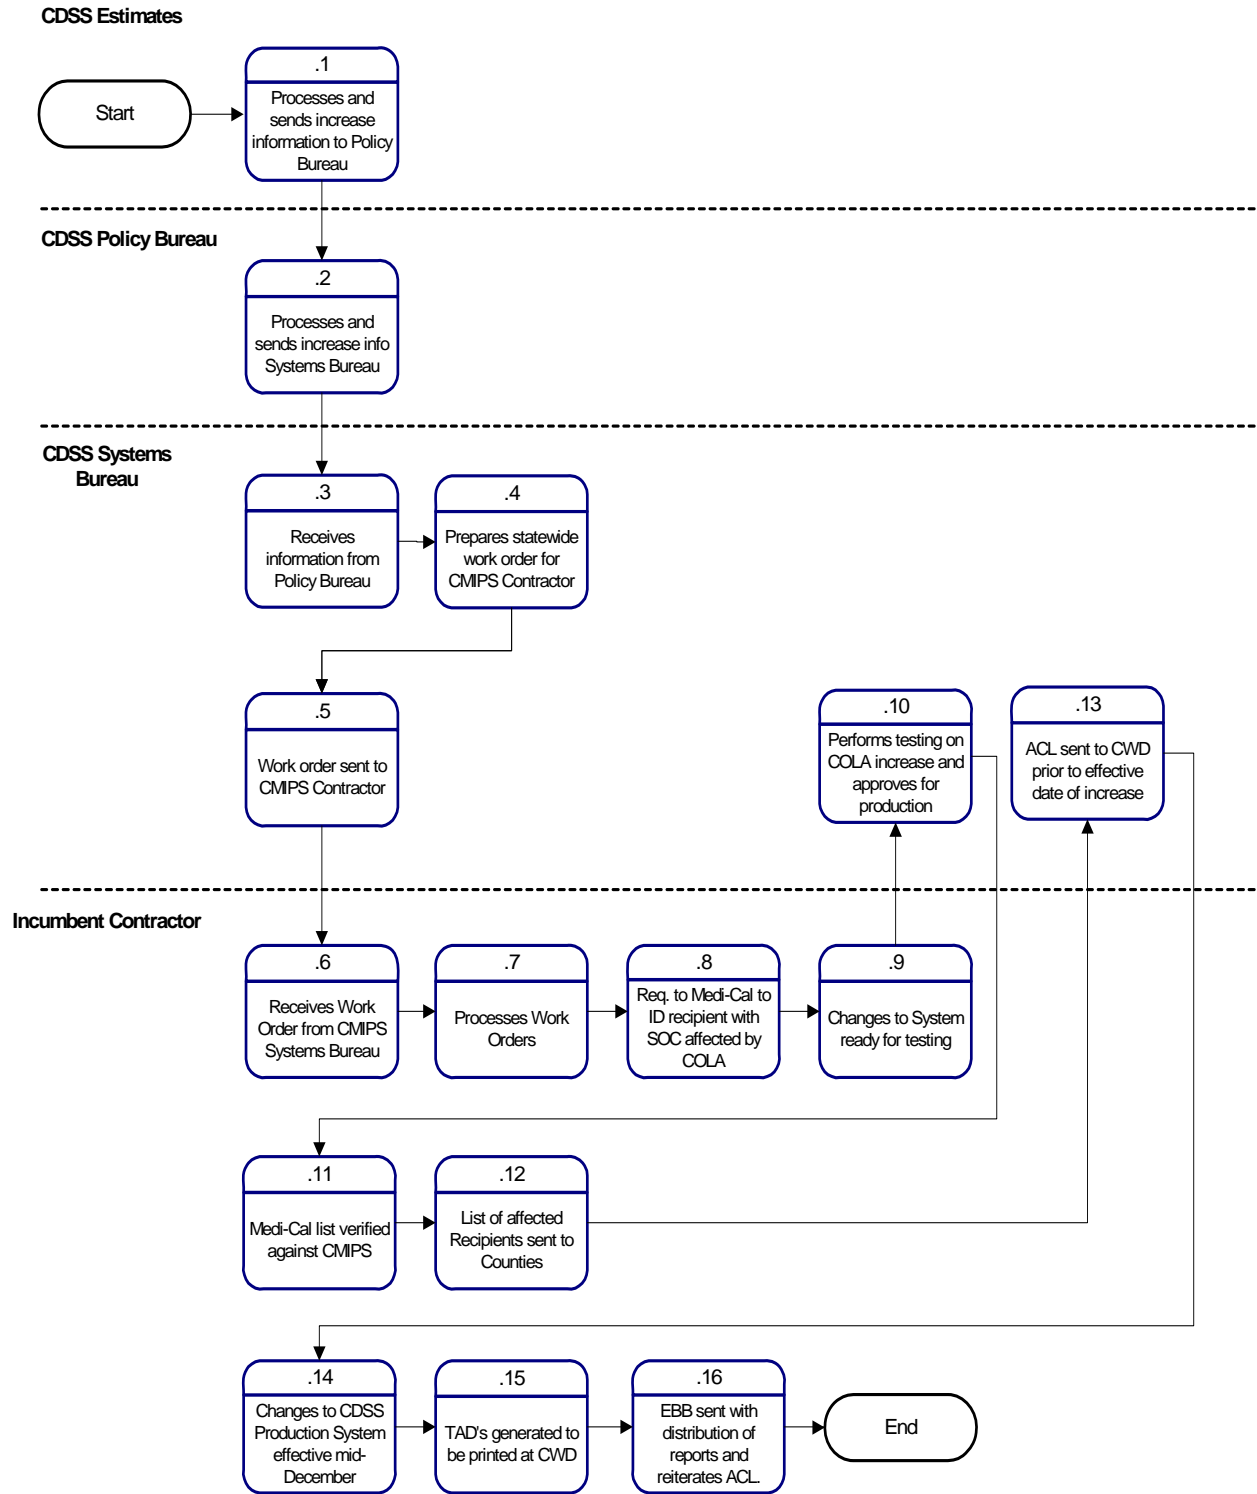 CDSS Estimates
Start
.1
Processes and
sends increase
information to Policy
Bureau
CDSS Policy Bureau
.2
Processes and
sends increase info
Systems Bureau
CDSS Systems
Bureau
.3
Receives
information from
Policy Bureau
.4
Prepares statewide
work order for
CMIPS Contractor
.5
Work order sent to
CMIPS Contractor
.10
Performs testing on
COLA increase and
approves for
production
.13
ACL sent to CWD
prior to effective
date of increase
Incumbent Contractor
.6
Receives Work
Order from CMIPS
Systems Bureau
.7
Processes Work
Orders
.8
Req. to Medi-Cal to
ID recipient with
SOC affected by
COLA
.9
Changes to System
ready for testing
.11
Medi-Cal list verified
against CMIPS
.12
List of affected
Recipients sent to
Counties
.14
Changes to CDSS
Production System
effective mid-
December
.15
TAD's generated to
be printed at CWD
.16
EBB sent with
distribution of
reports and
reiterates ACL.
End